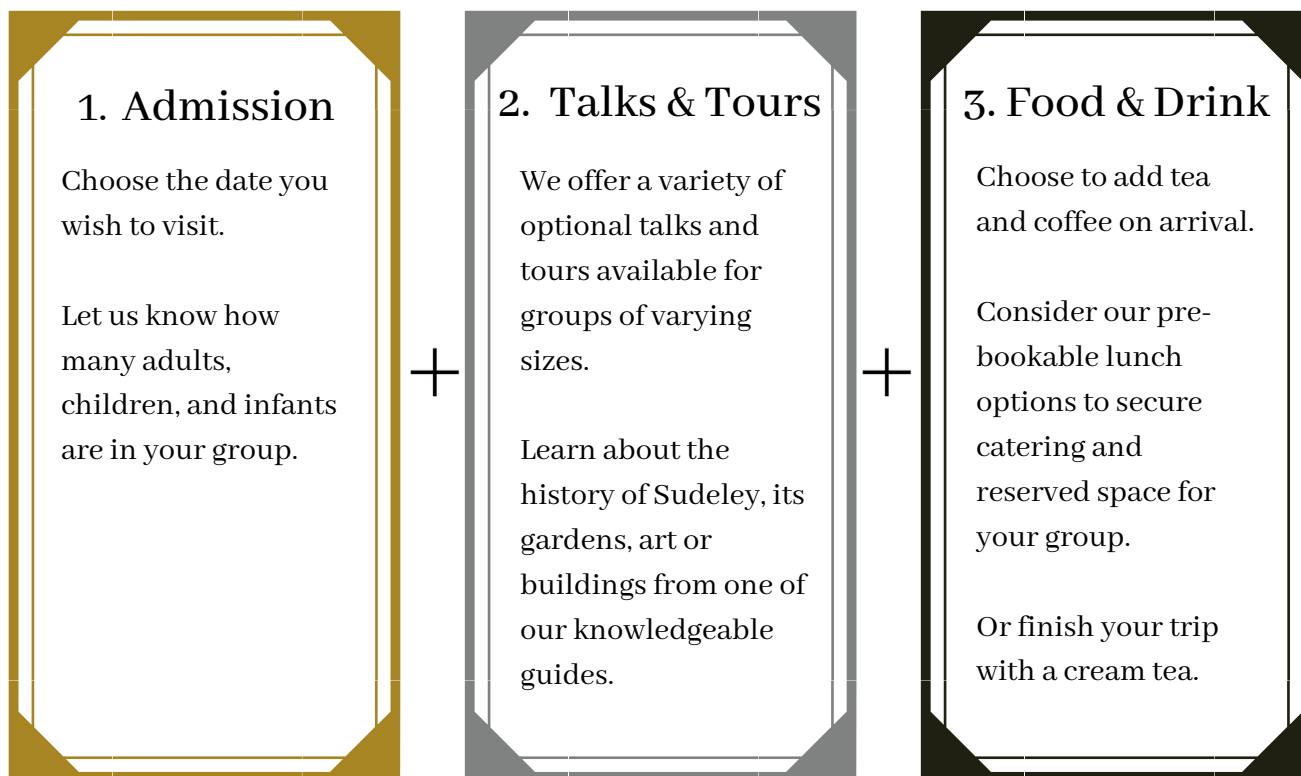 1. Admission
Choose the date you
wish to visit.
Let us know how
many adults,
children, and infants
are in your group.
+
2. Talks & Tours
We offer a variety of
optional talks and
tours available for
groups of varying
sizes.
Learn about the
history of Sudeley, its
gardens, art or
buildings from one of
our knowledgeable
guides.
+
3. Food & Drink
Choose to add tea
and coffee on arrival.
Consider our pre-
bookable lunch
options to secure
catering and
reserved space for
your group.
Or finish your trip
with a cream tea.